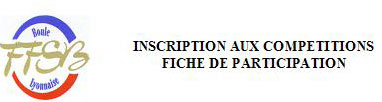 Boule
FFSB
Lyonnaise
INSCRIPTION AUX COMPETITIONS
FICHE DE PARTICIPATION